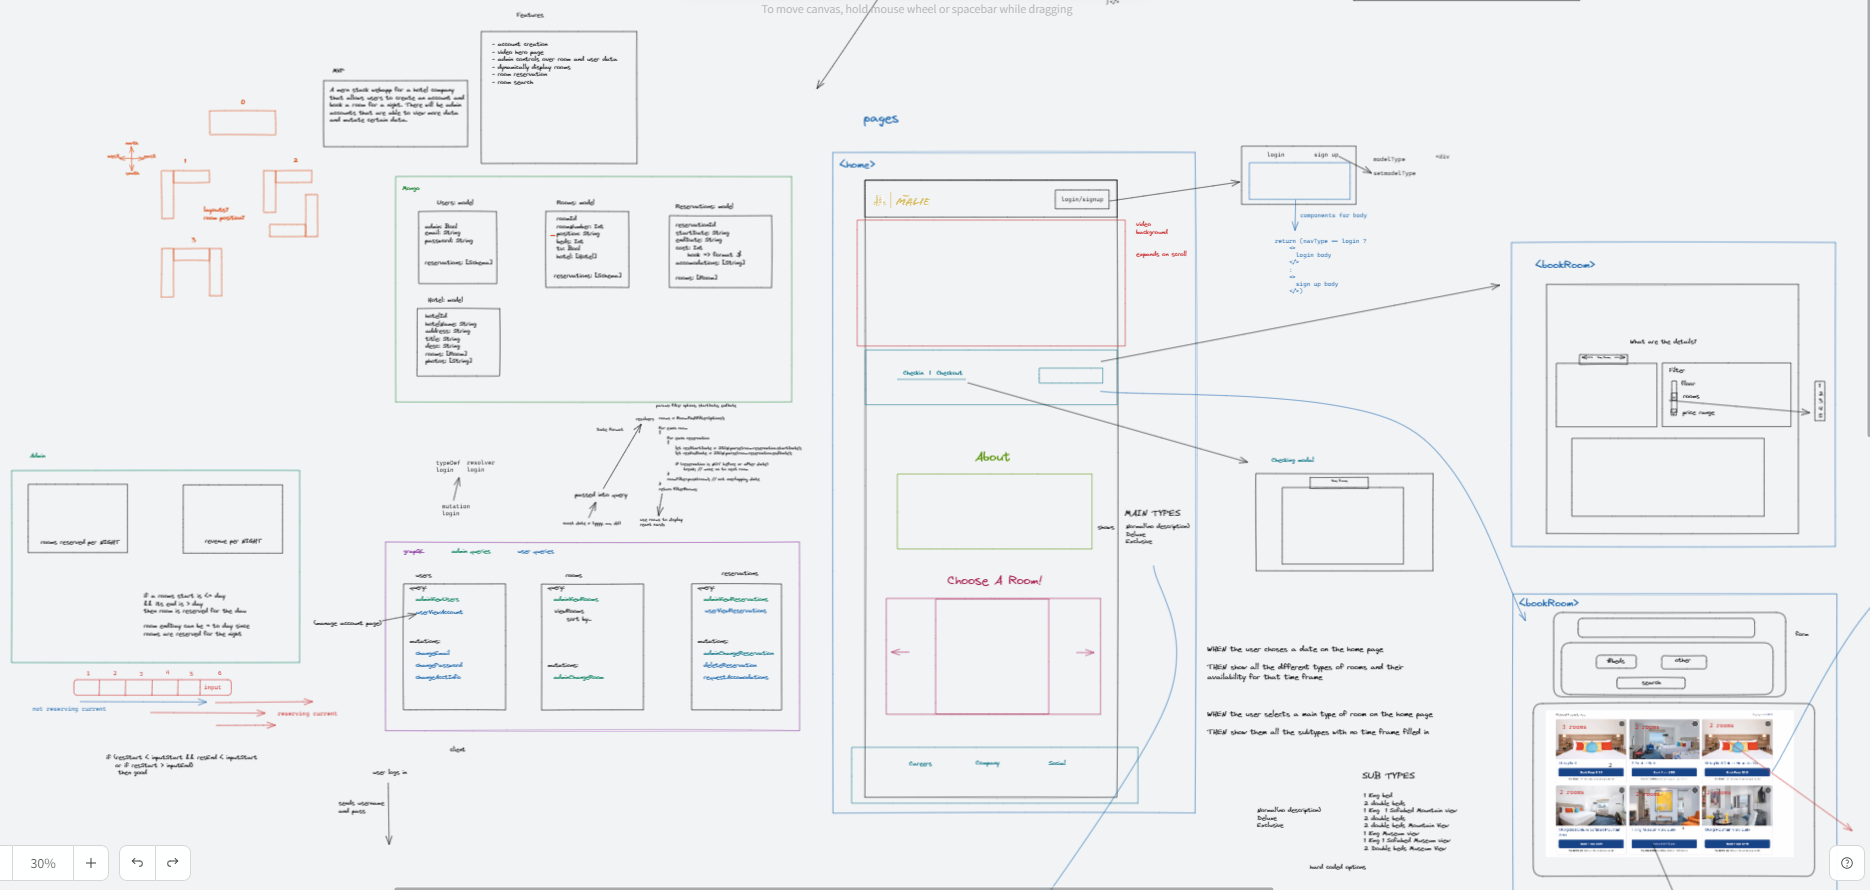 To move canvas, hold mouse wheel or spacebar while dragging
Features
- account creation
- video hero page
- admin controls over room and user data
- dynamically display rooms
- room reservation
- room search
MVP
A mern stack webapp for a hotel company
that allows users to create an account and
book a room for a night. There will be admin
accounts that are able to view more data
and mutate certain data.
0
north
west
south
1
2
layouts?
room position?
3
Mongo
Users: model
admin: Bool
email: String
password: String
reservations: [Schema]
Rooms: model
roomId
roomNumber: Int
position: String
beds: Int
tv: Bool
hotel: [Hotel]
reservations: [Schema]
Reservations: model
reservationId
startDate: String
endDate: String
cost: Int
hook => format $
accomodations: [String]
rooms: [Room]
Hotel: model
hotelId
hotelName: String
address: String
title: String
desc: String
rooms: [Room]
photos: [String]
typeDef resolver
login login
mutation
login
passed into query
return filterRooms
use rooms to display
Admin
rooms reserved per NIGHT
revenue per NIGHT
if a rooms start is <= day
&& its end is > day
then room is reserved for the day
room endDay can be = to day since
rooms are reserved for the night
1 2 3 4 5 6
input
not reserving current
reserving current
if (resStart < inputStart && resEnd < inputStart
or if resStart > inputEnd)
then good
graphQL
admin queries
user queries
users
query:
adminViewUsers
userViewAccount
(manage account page)
mutations:
changeEmail
changePassword
changeAcctInfo
rooms
query:
adminViewRooms
viewRooms
sort by..
mutations:
adminChangeRoom
reservations
query:
adminViewReservations
userViewReservations
mutations:
adminChangeReservation
deleteReservation
requestAccomodations
client
user logs in
sends username
and pass
pages
<home>
MALIE
login/signup
video
background
expands on scroll
Checkin | Checkout
About
shows
MAIN TYPES
Normal(no description)
Deluxe
Exclusive
Choose A Room!
Careers
Company
Social
login
sign up
modelType
setmodelType
<div
components for body
return (navType == login ?
<>
login body
</>
:
<>
sign up body
</>)
Checking modal
WHEN the user choses a date on the home page
THEN show all the different types of rooms and their
availability for that time frame
WHEN the user selects a main type of room on the home page
THEN show them all the subtypes with no time frame filled in
SUB TYPES
Normal(no description)
Deluxe
Exclusive
1 King bed
2 double beds
1 King 1 Sofabed Mountain view
2 double beds
2 double beds Mountain View
1 King Museum view
1 King 1 Sofabed Museum View
2 Double beds Museum View
hard coded options
<bookRoom>
What are the details?
Filter
floor
rooms
price range
<bookRoom>
Form
#beds
other
search
3 rooms
2 rooms
2 rooms
2 rooms
30%